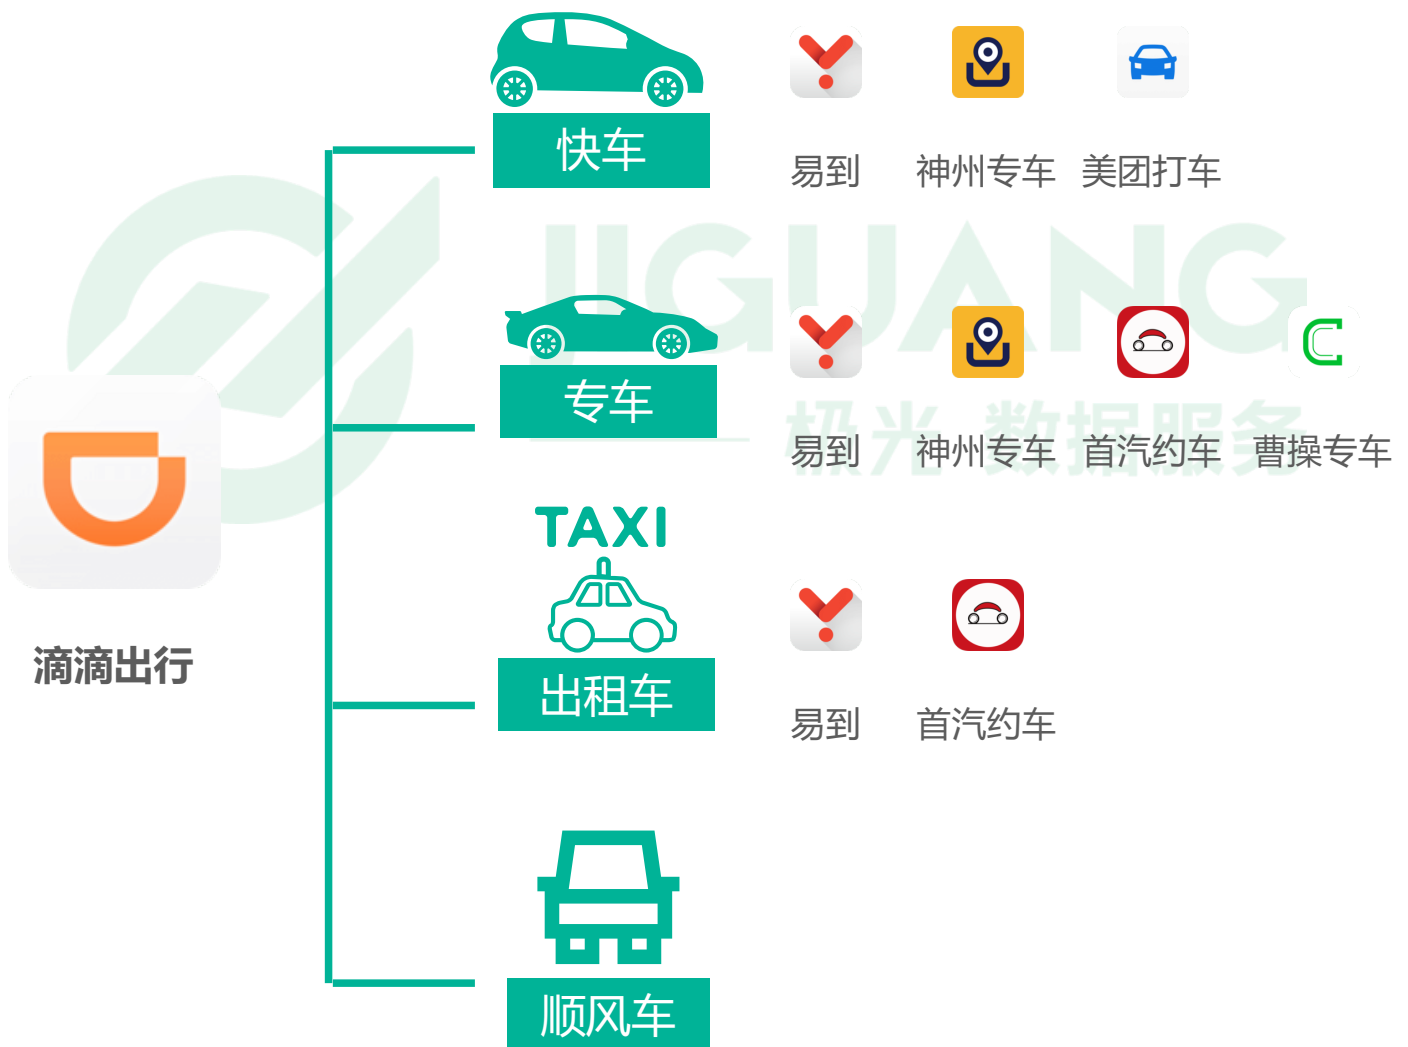 快车
易到 神州专车 美团打车
JIGUANG
专车
极光 数据服务
易到 神州专车 首汽约车 曹操专车
TAXI
滴滴出行
出租车
易到 首汽约车
顺风车